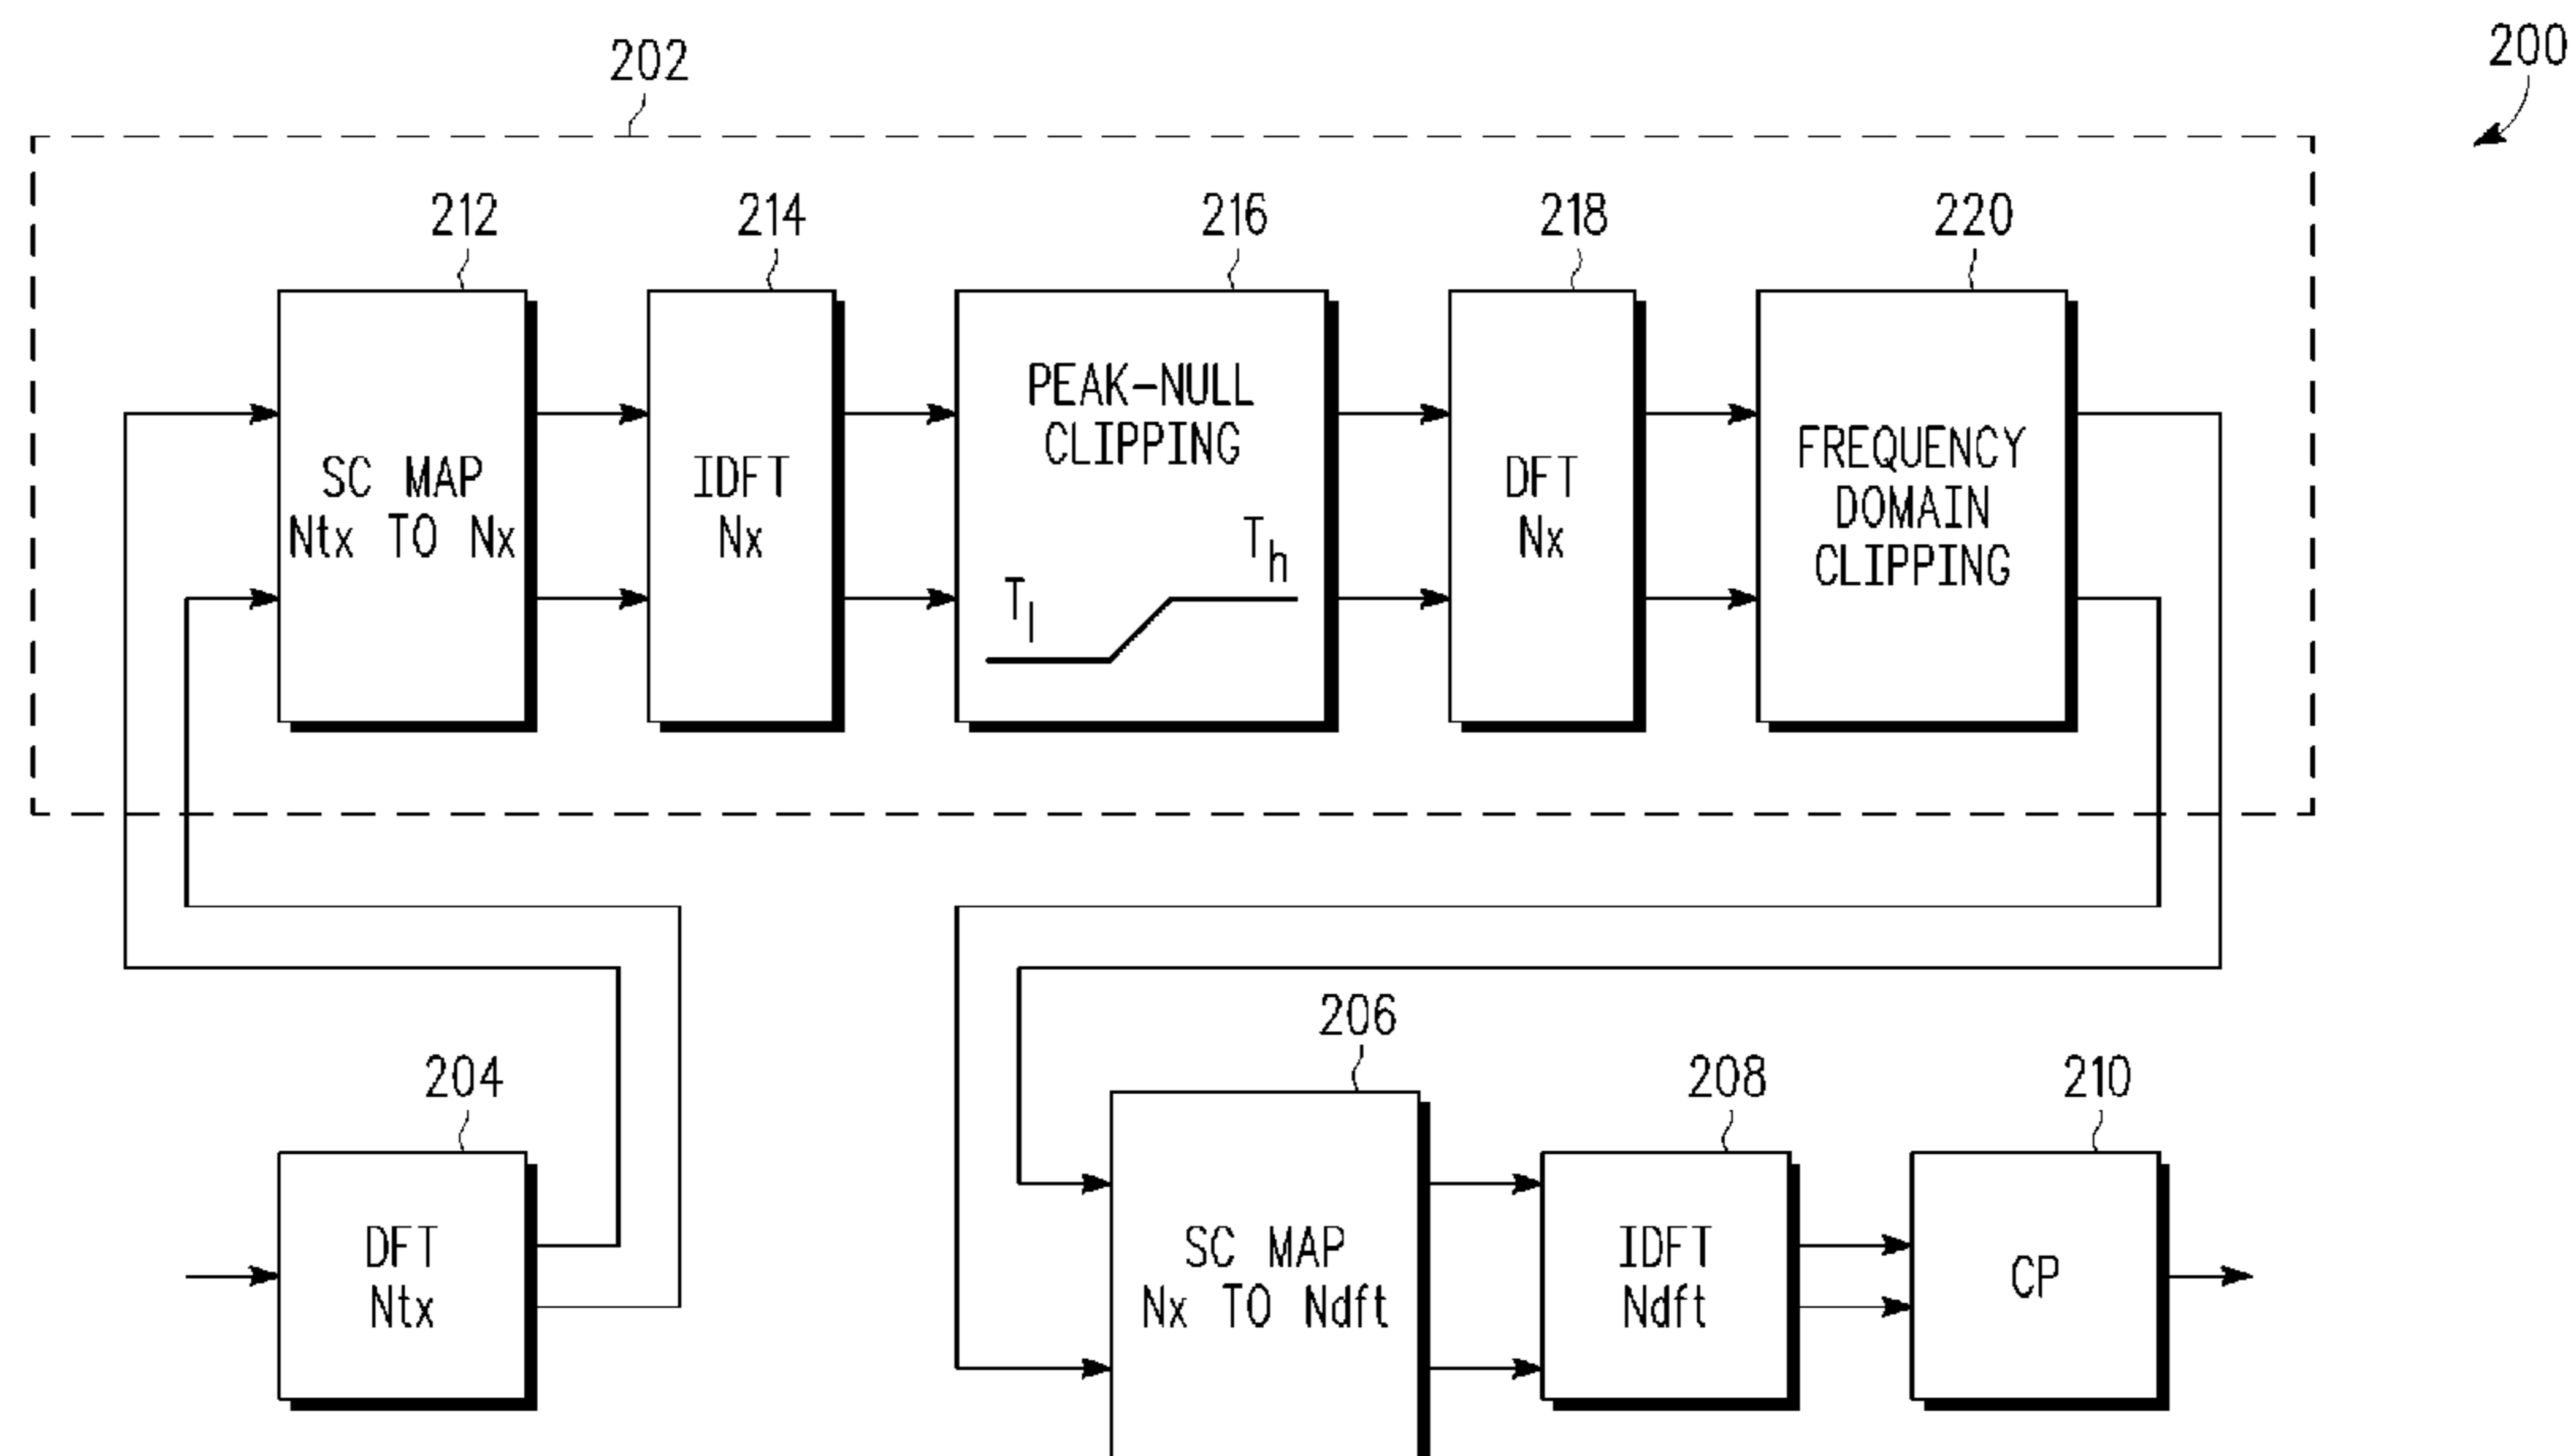 200
202
212
214
216
218
220
SC MAP
Ntx TO Nx
IDFT
Nx
PEAK-NULL
CLIPPING
Tl
Th
DFT
Nx
FREQUENCY
DOMAIN
CLIPPING
204
206
208
210
DFT
Ntx
SC MAP
Nx TO Ndft
IDFT
Ndft
CP